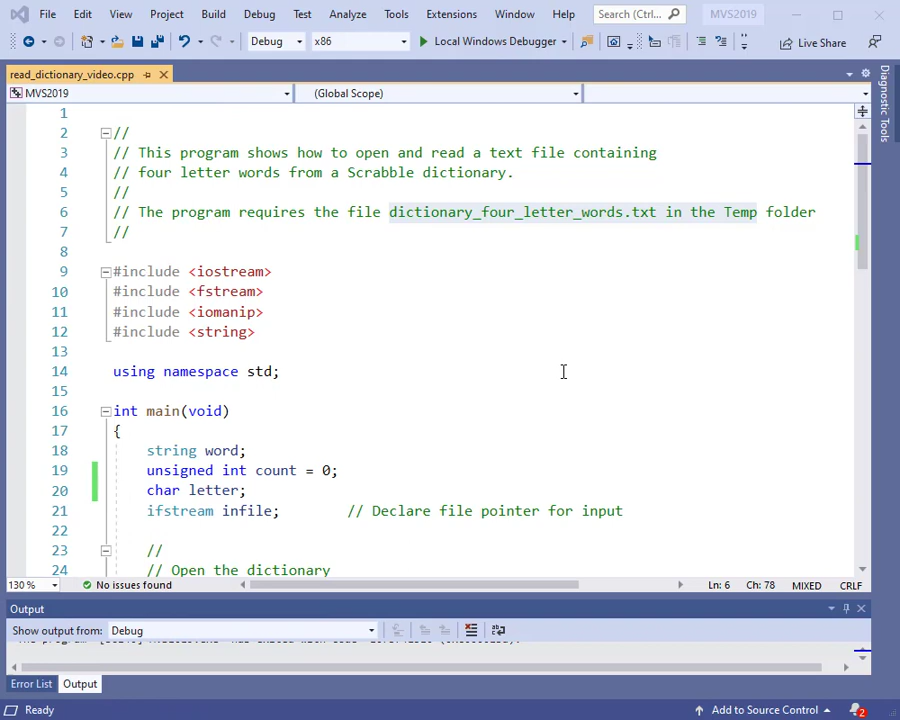 File Edit View Project Build Debug Test Analyze Tools Extensions Window Help Search (Ctrl... MVS2019
Debug x86 Local Windows Debugger Live Share
read_dictionary_video.cpp
MVS2019 (Global Scope)
Diagnostic Tools
1
2 //
3 // This program shows how to open and read a text file containing
4 // four letter words from a Scrabble dictionary.
5 //
6 // The program requires the file dictionary_four_letter_words.txt in the Temp folder
7 //
8
9 #include <iostream>
10 #include <fstream>
11 #include <iomanip>
12 #include <string>
13
14 using namespace std;
15
16 int main(void)
17 {
18 string word;
19 unsigned int count = 0;
20 char letter;
21 ifstream infile; // Declare file pointer for input
22
23 //
24 // Open the dictionary
130 % No issues found Ln: 6 Ch: 78 MIXED CRLF
Output
Show output from: Debug
Error List Output
Ready Add to Source Control 2